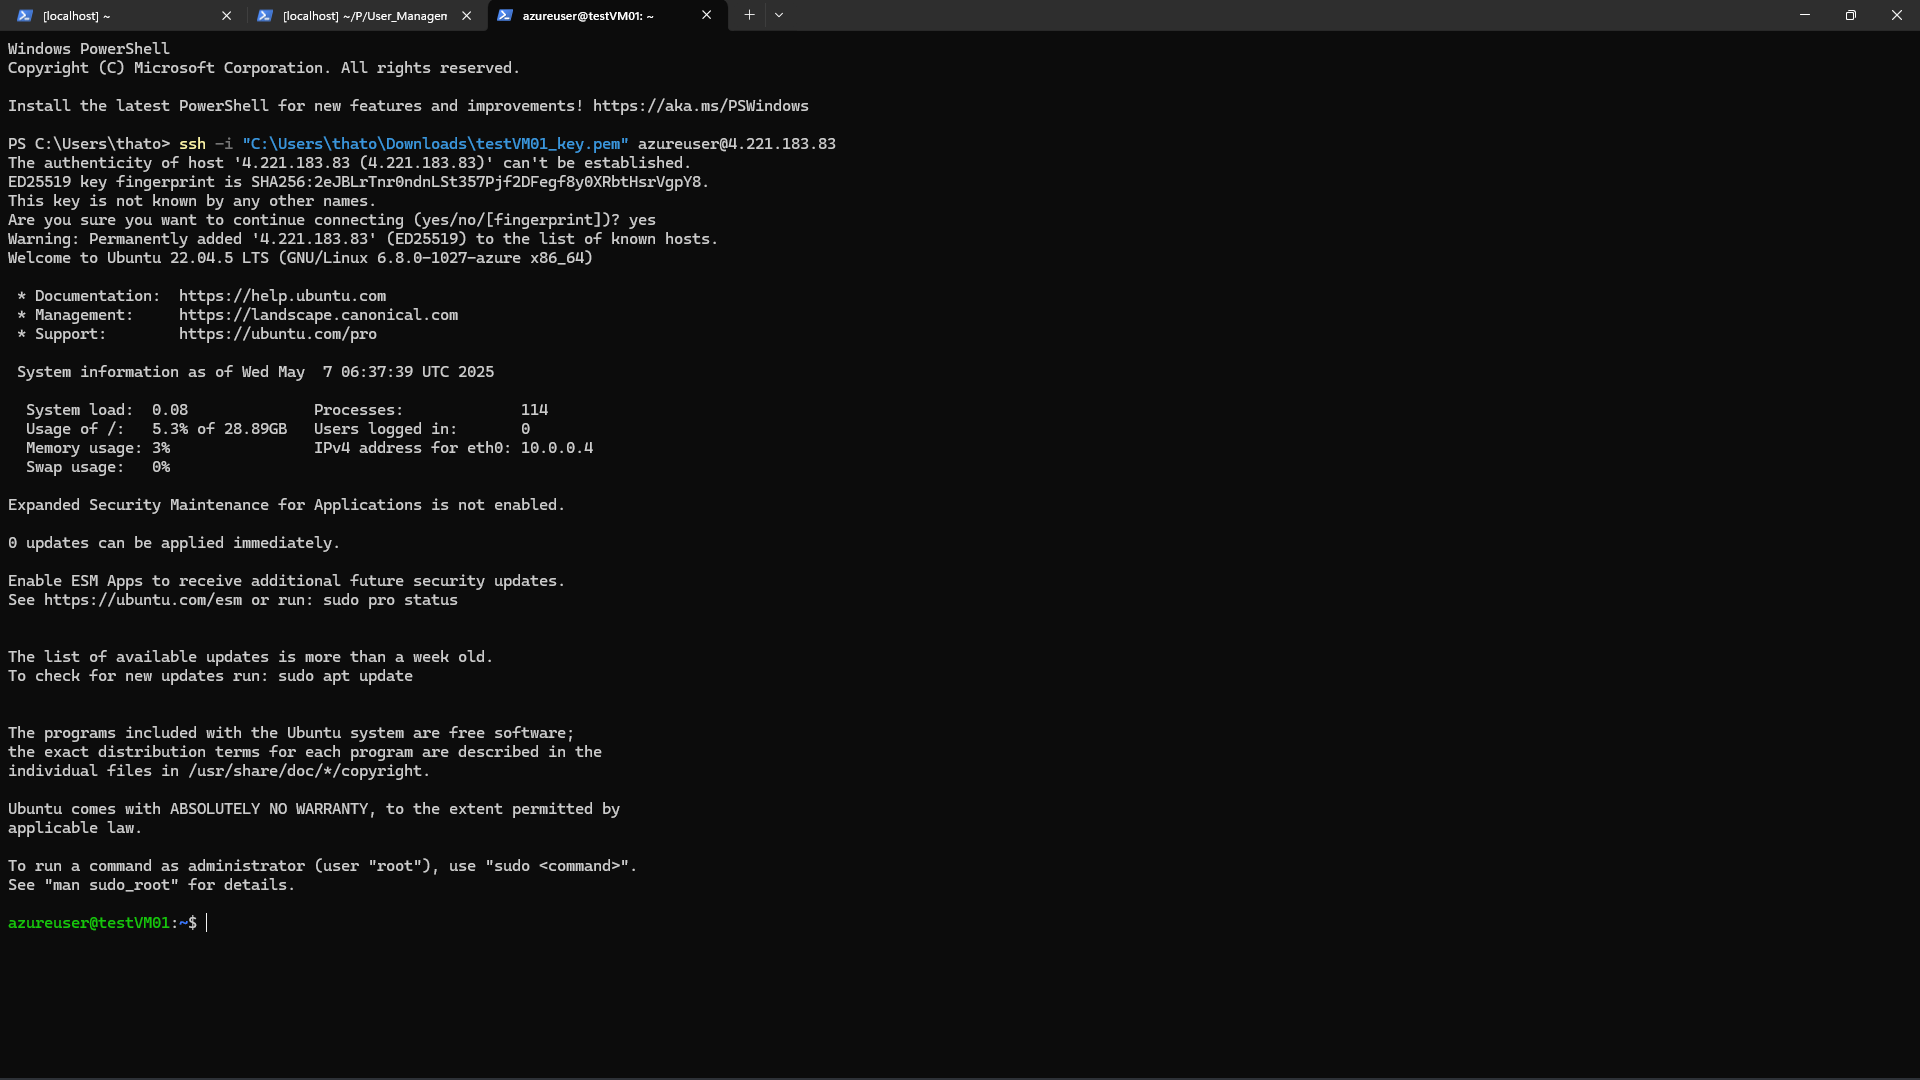 [localhost] ~
[localhost] ~/P/User_Managem
azureuser@testVM01: ~
Windows PowerShell
Copyright (C) Microsoft Corporation. All rights reserved.
Install the latest PowerShell for new features and improvements! https://aka.ms/PSWindows
PS C:\Users\thato> ssh -i "C:\Users\thato\Downloads\testVM01_key.pem" azureuser@4.221.183.83
The authenticity of host '4.221.183.83 (4.221.183.83)' can't be established.
ED25519 key fingerprint is SHA256:2eJBLrTnr0ndnLSt357Pjf2DFegf8y0XRbtHsrVgpY8.
This key is not known by any other names.
Are you sure you want to continue connecting (yes/no/[fingerprint])? yes
Warning: Permanently added '4.221.183.83' (ED25519) to the list of known hosts.
Welcome to Ubuntu 22.04.5 LTS (GNU/Linux 6.8.0-1027-azure x86_64)
* Documentation:  https://help.ubuntu.com
* Management:     https://landscape.canonical.com
* Support:        https://ubuntu.com/pro
System information as of Wed May  7 06:37:39 UTC 2025
System load:  0.08              Processes:             114
Usage of /:   5.3% of 28.89GB   Users logged in:       0
Memory usage: 3%                IPv4 address for eth0: 10.0.0.4
Swap usage:   0%
Expanded Security Maintenance for Applications is not enabled.
0 updates can be applied immediately.
Enable ESM Apps to receive additional future security updates.
See https://ubuntu.com/esm or run: sudo pro status
The list of available updates is more than a week old.
To check for new updates run: sudo apt update
The programs included with the Ubuntu system are free software;
the exact distribution terms for each program are described in the
individual files in /usr/share/doc/*/copyright.
Ubuntu comes with ABSOLUTELY NO WARRANTY, to the extent permitted by
applicable law.
To run a command as administrator (user "root"), use "sudo <command>".
See "man sudo_root" for details.
azureuser@testVM01:~$